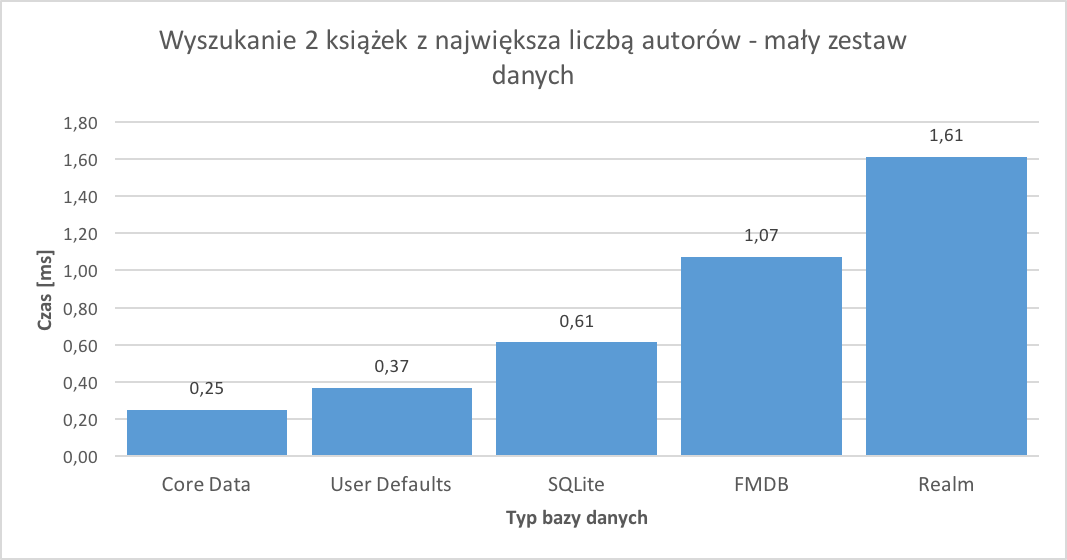 Wyszukanie 2 książek z największa liczbą autorów - mały zestaw
danych
1,80
1,60
1,40
1,20
1,00
0,80
0,60
0,40
0,20
0,00
Czas [ms]
0,25
0,37
0,61
1,07
1,61
Core Data
User Defaults
SQLite
FMDB
Realm
Typ bazy danych